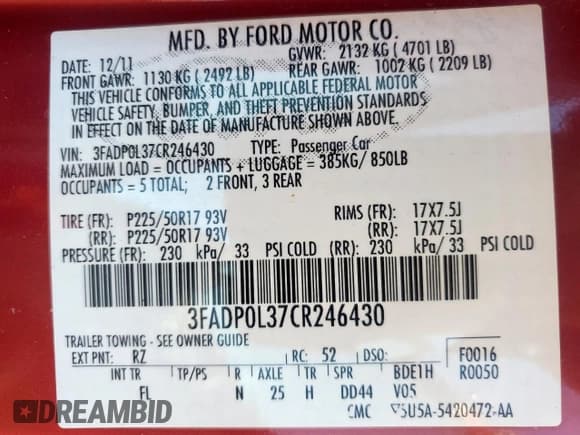 MFD. BY FORD MOTOR CO.
DATE: 12/11 GVWR: 2132 KG (4701 LB)
FRONT GAWR: 1130 KG (2492 LB) REAR GAWR: 1002 KG (2209 LB)
THIS VEHICLE CONFORMS TO ALL APPLICABLE FEDERAL MOTOR
VEHICLE SAFETY, BUMPER, AND THEFT PREVENTION STANDARDS
IN EFFECT ON THE DATE OF MANUFACTURE SHOWN ABOVE.
VIN: 3FADP0L37CR246430 TYPE: Passenger Car
MAXIMUM LOAD = OCCUPANTS + LUGGAGE = 385KG/ 850LB
OCCUPANTS = 5 TOTAL; 2 FRONT, 3 REAR
TIRE (FR): P225/50R17 93V RIMS (FR): 17X7.5J
(RR): P225/50R17 93V (RR): 17X7.5J
PRESSURE (FR): 230 kPa/ 33 PSI COLD (RR): 230 kPa/ 33 PSI COLD
3FADP0L37CR246430
TRAILER TOWING - SEE OWNER GUIDE
EXT PNT: RZ RC: 52 DSO: F0016
INT TR TP/PS R AXLE TR SPR BDE1H R0050
FL N 25 H DD44 V05
CMC 5U5A-5420472-AA
DREAMBID